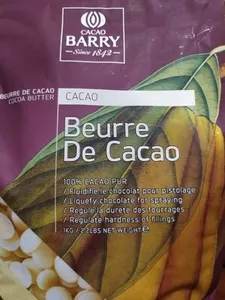 CACAO
BARRY
Since 1842
BEURRE DE CACAO
COCOA BUTTER
CACAO
Beurre
De Cacao
100% CACAO PUR
/ Fluidifie le chocolat pour pistolage
/ Liquefy chocolate for spraying
/ Régule la dureté des fourrages
/ Regulate hardness of fillings
1KG / 2.2LBS NET WEIGHT e